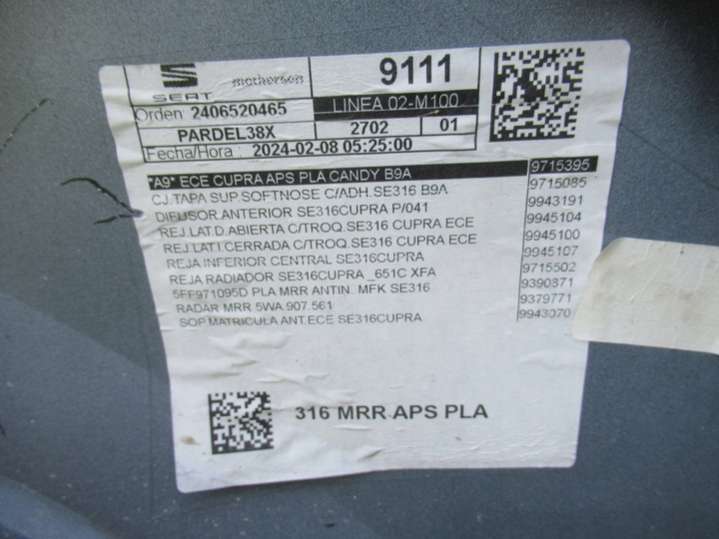 SEAT
motherson
9111
Orden: 2406520465
LINEA 02-M100
PARDEL38X
2702
01
Fecha/Hora : 2024-02-08 05:25:00
*A9* ECE CUPRA APS PLA CANDY B9A 9715395
CJ.TAPA SUP.SOFTNOSE C/ADH.SE316 B9A 9715085
DIFUSOR.ANTERIOR SE316CUPRA P/041 9943191
REJ.LAT.D.ABIERTA C/TROQ.SE316 CUPRA ECE 9945104
REJ.LAT.I.CERRADA C/TROQ.SE316 CUPRA ECE 9945100
REJA INFERIOR CENTRAL SE316CUPRA 9945107
REJA RADIADOR SE316CUPRA _651C XFA 9715502
5FF971095D PLA MRR ANTIN. MFK SE316 9390871
RADAR MRR 5WA.907.561 9379771
SOP.MATRICULA ANT.ECE SE316CUPRA 9943070
316 MRR APS PLA